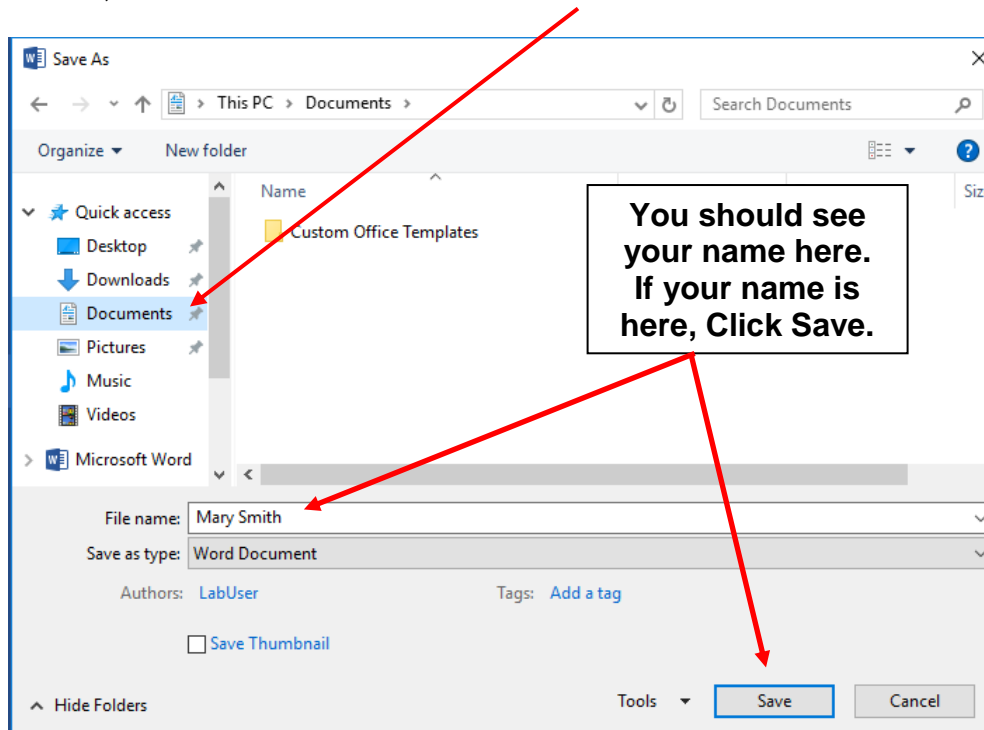 Save As
This PC > Documents >
Search Documents
Organize
New folder
?
Name
Siz
Quick access
Desktop
Downloads
Documents
Pictures
Music
Videos
Microsoft Word
Custom Office Templates
You should see
your name here.
If your name is
here, Click Save.
File name: Mary Smith
Save as type: Word Document
Authors: LabUser Tags: Add a tag
Save Thumbnail
Hide Folders
Tools
Save
Cancel